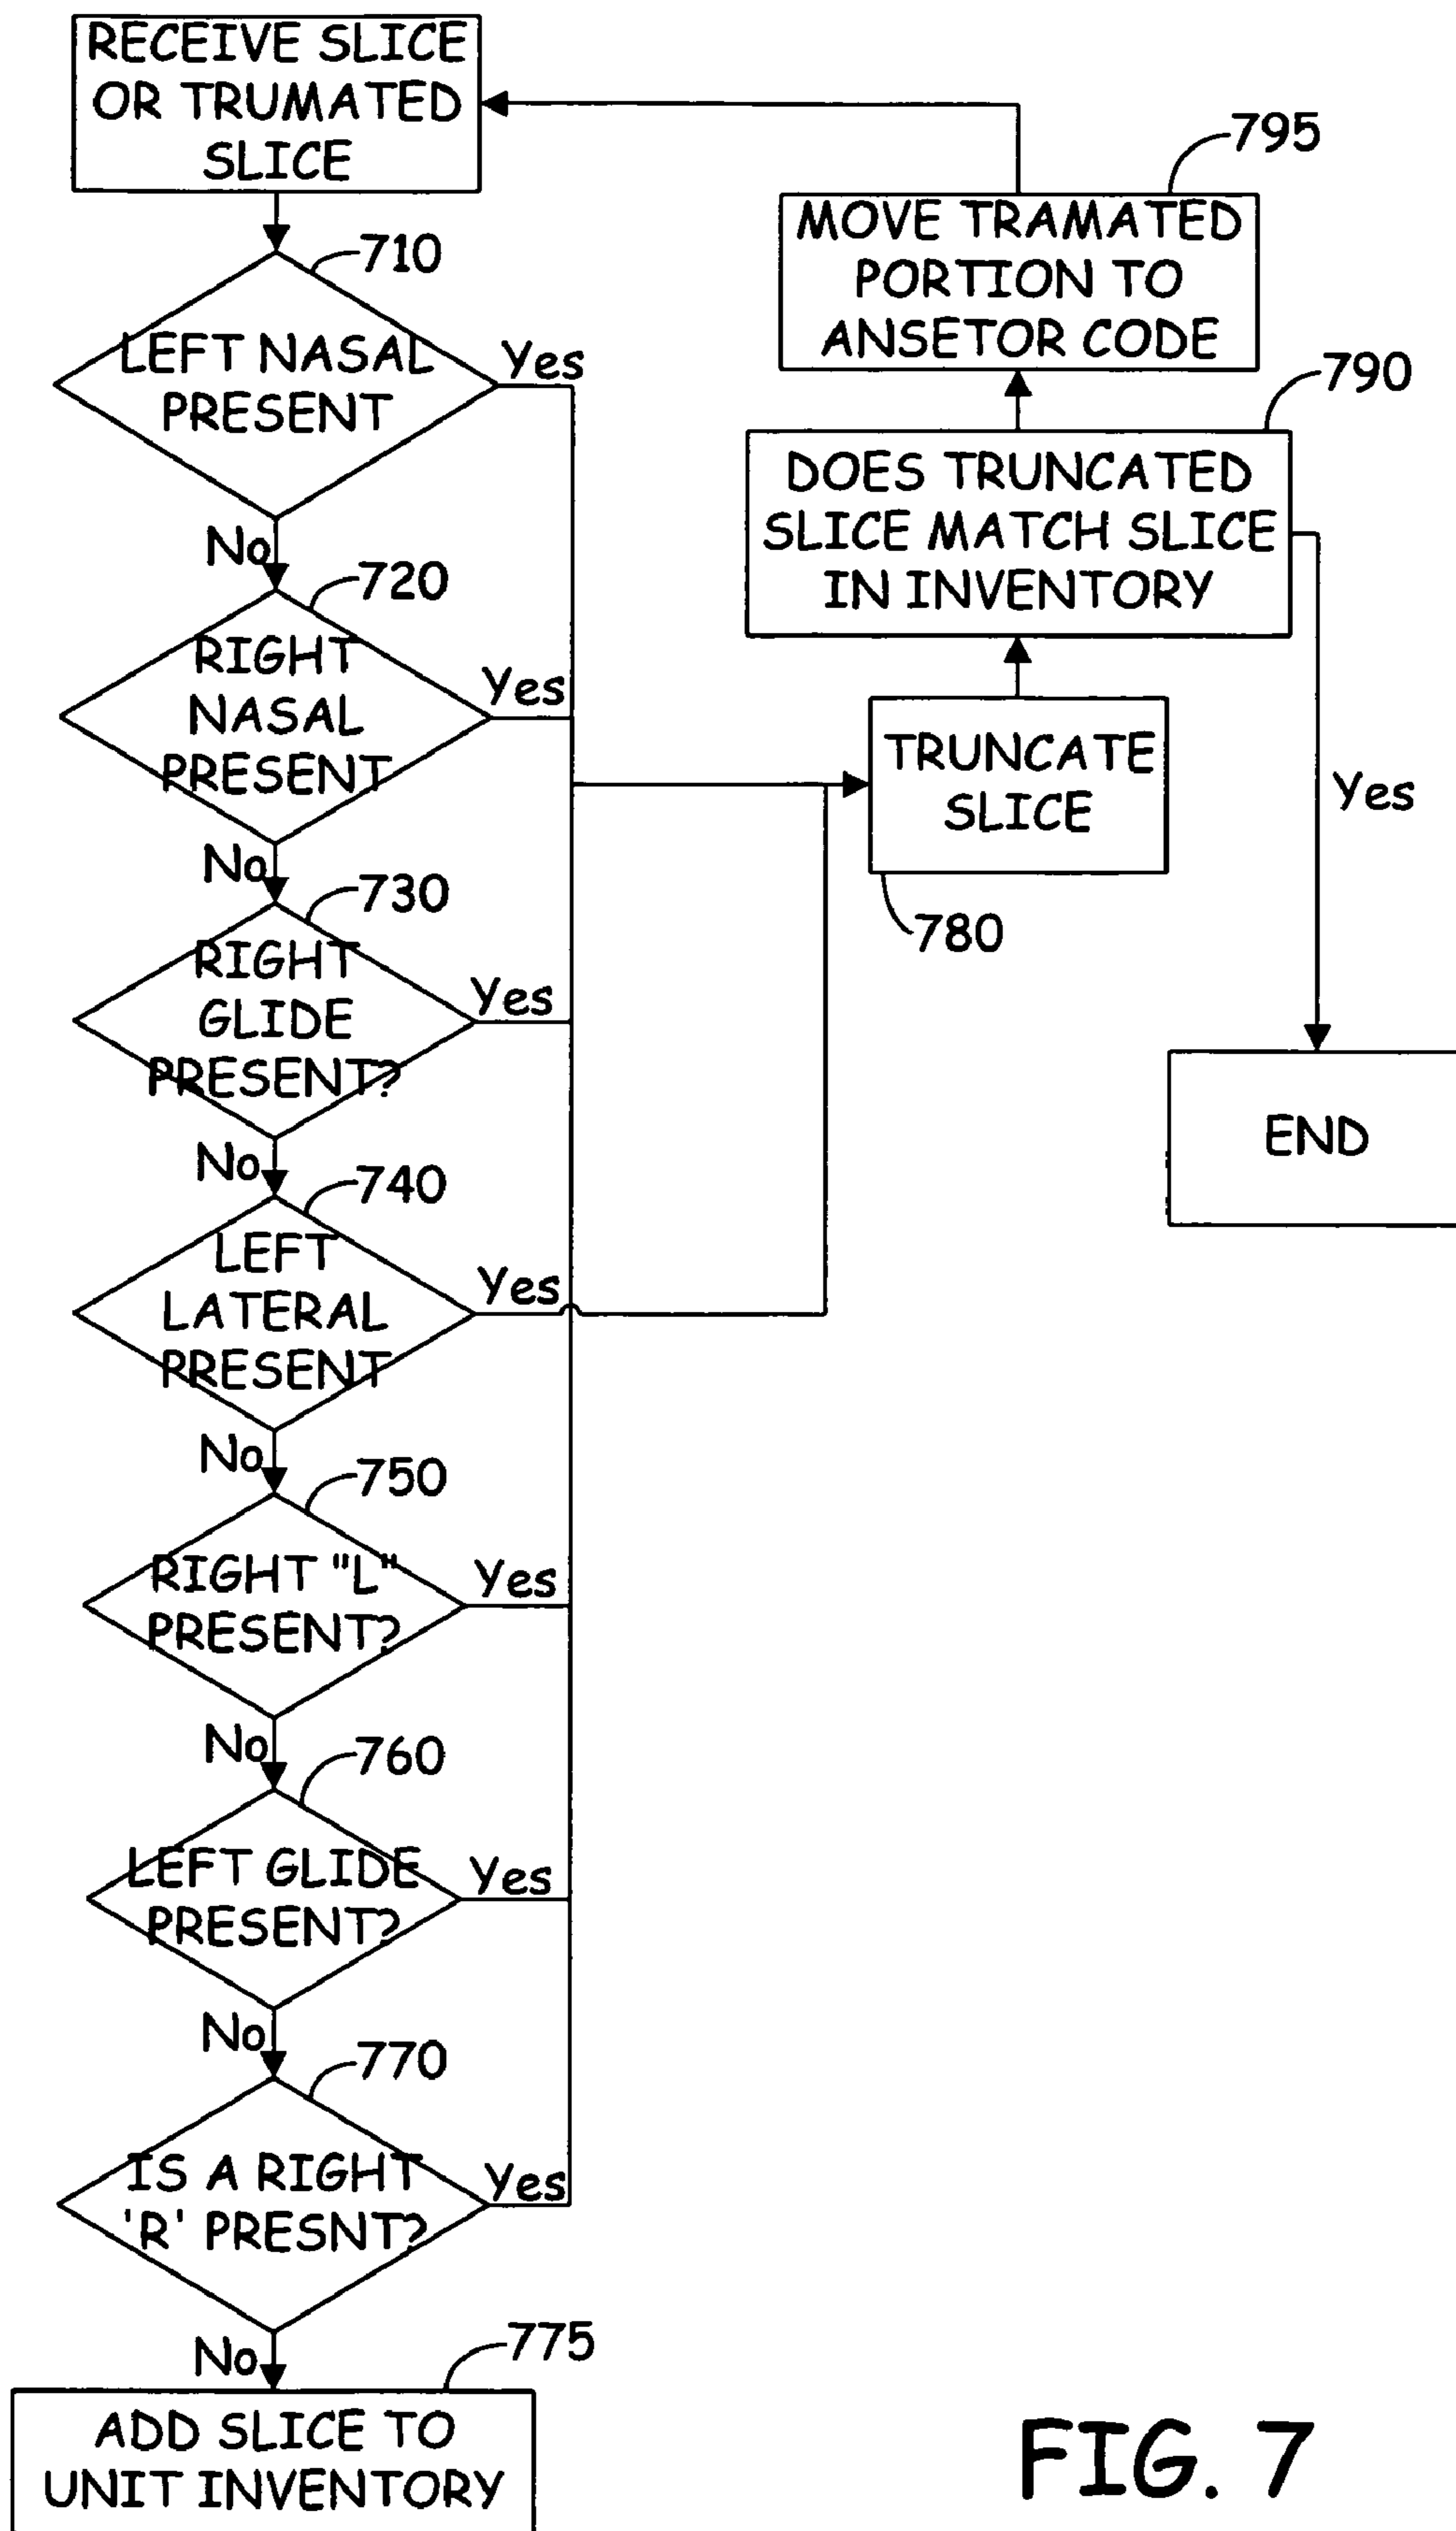 RECEIVE SLICE
OR TRUMATED
SLICE
710
LEFT NASAL
PRESENT
Yes
No
720
RIGHT
NASAL
PRESENT
Yes
No
730
RIGHT
GLIDE
PRESENT?
Yes
No
740
LEFT
LATERAL
PRESENT
Yes
No
750
RIGHT "L"
PRESENT?
Yes
No
760
LEFT GLIDE
PRESENT?
Yes
No
770
IS A RIGHT
'R' PRESNT?
Yes
No
775
ADD SLICE TO
UNIT INVENTORY
795
MOVE TRAMATED
PORTION TO
ANSETOR CODE
790
DOES TRUNCATED
SLICE MATCH SLICE
IN INVENTORY
TRUNCATE
SLICE
780
Yes
END
FIG. 7